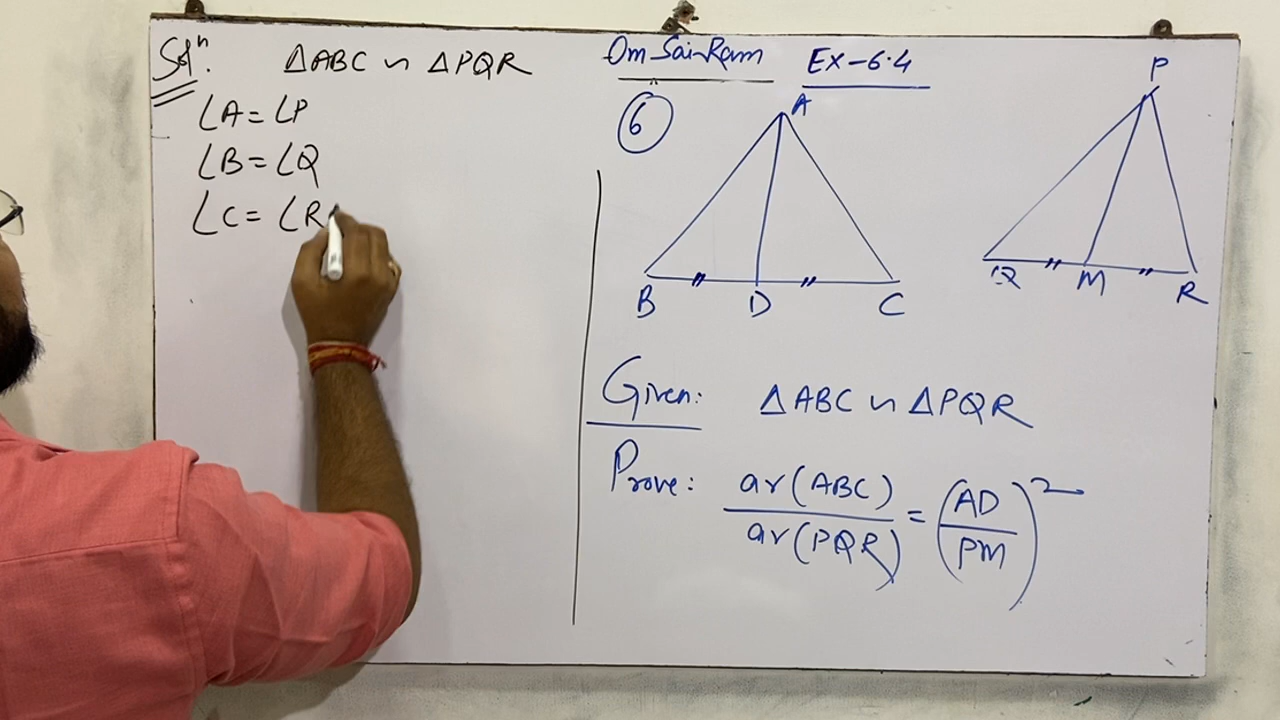 Solⁿ. ΔABC ∽ ΔPQR
∠A = ∠P
∠B = ∠Q
∠C = ∠R
Om Sai Ram Ex-6.4
6
A
B D C
P
Q M R
Given: ΔABC ∽ ΔPQR
Prove: ar(ABC)/ar(PQR) = (AD/PM)²